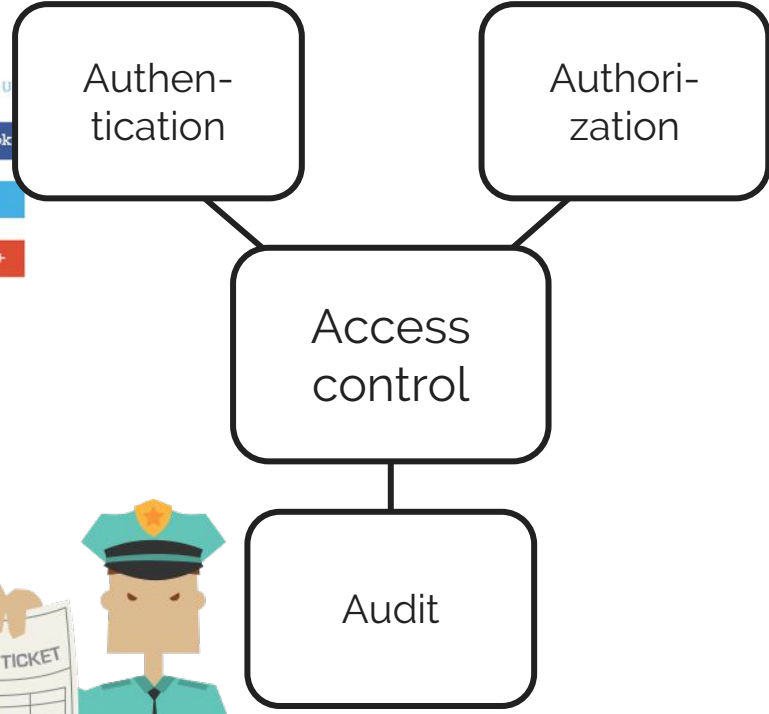 Authen-
tication
Authori-
zation
Access
control
Audit
TICKET